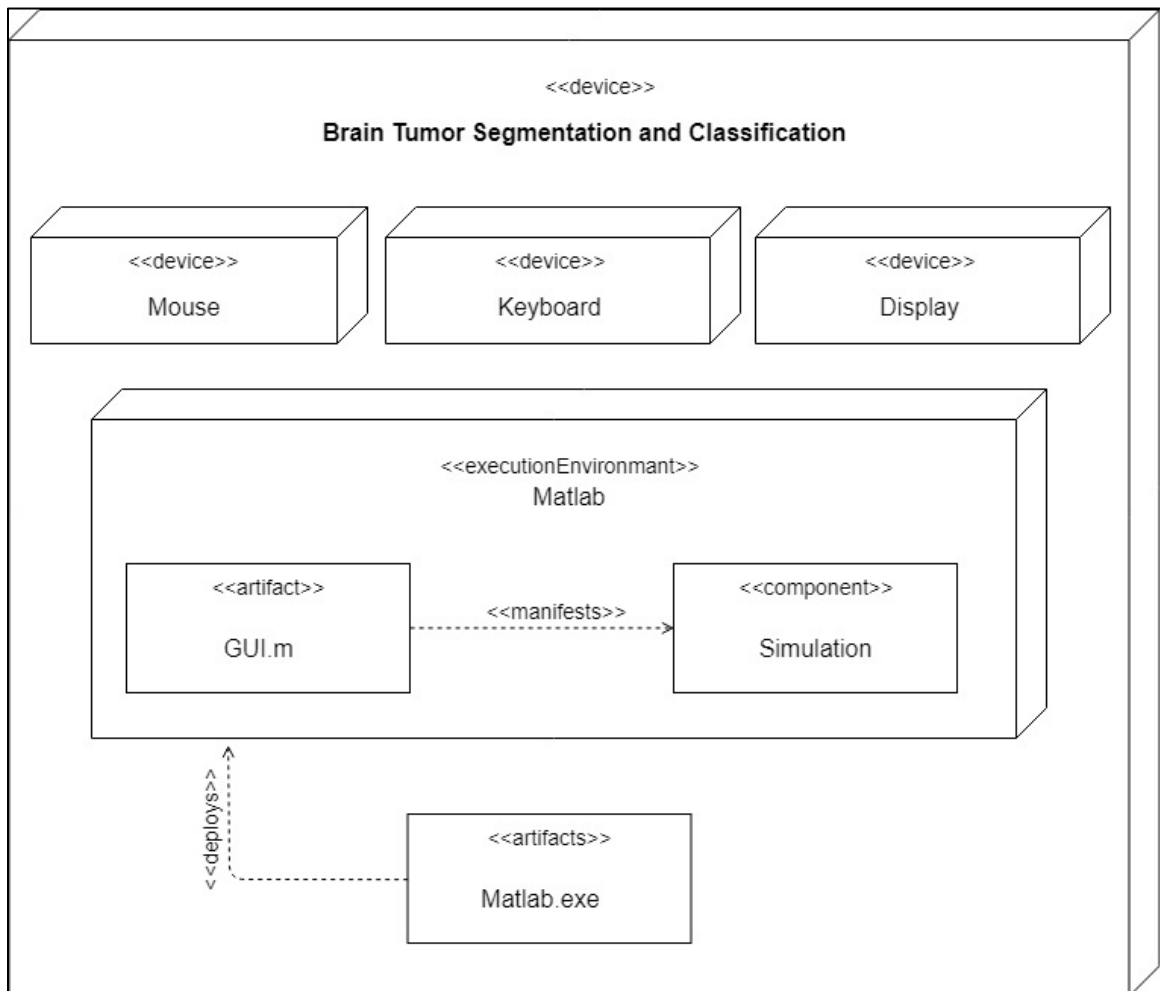 <<device>>
Brain Tumor Segmentation and Classification
<<device>>
Mouse
<<device>>
Keyboard
<<device>>
Display
<<executionEnvironmant>>
Matlab
<<artifact>>
GUI.m
<<manifests>>
<<component>>
Simulation
<<deploys>>
<<artifacts>>
Matlab.exe